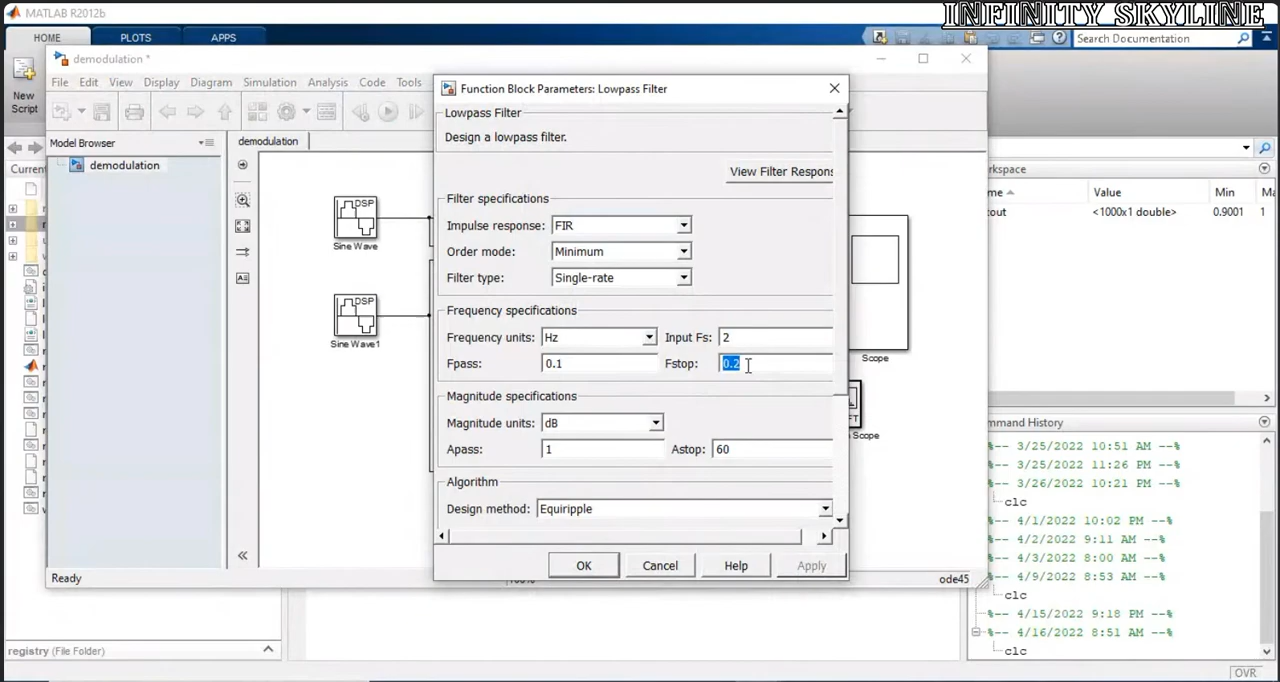 MATLAB R2012b
INFINITY SKYLINE
HOME PLOTS APPS
Search Documentation
New
Script
demodulation *
File Edit View Display Diagram Simulation Analysis Code Tools
Model Browser
demodulation
demodulation
Current
DSP
Sine Wave
DSP
Sine Wave1
Scope
FT
Scope
Ready
ode45
Function Block Parameters: Lowpass Filter
Lowpass Filter
Design a lowpass filter.
View Filter Respons
Filter specifications
Impulse response: FIR
Order mode: Minimum
Filter type: Single-rate
Frequency specifications
Frequency units: Hz Input Fs: 2
Fpass: 0.1 Fstop: 0.2
Magnitude specifications
Magnitude units: dB
Apass: 1 Astop: 60
Algorithm
Design method: Equiripple
OK Cancel Help Apply
kspace
me Value Min Ma
out <1000x1 double> 0.9001 1
mmand History
%-- 3/25/2022 10:51 AM --%
%-- 3/25/2022 11:26 PM --%
%-- 3/26/2022 10:21 PM --%
clc
%-- 4/1/2022 10:02 PM --%
%-- 4/2/2022 9:11 AM --%
%-- 4/3/2022 8:00 AM --%
%-- 4/9/2022 8:53 AM --%
clc
%-- 4/15/2022 9:18 PM --%
%-- 4/16/2022 8:51 AM --%
clc
registry (File Folder)
OVR